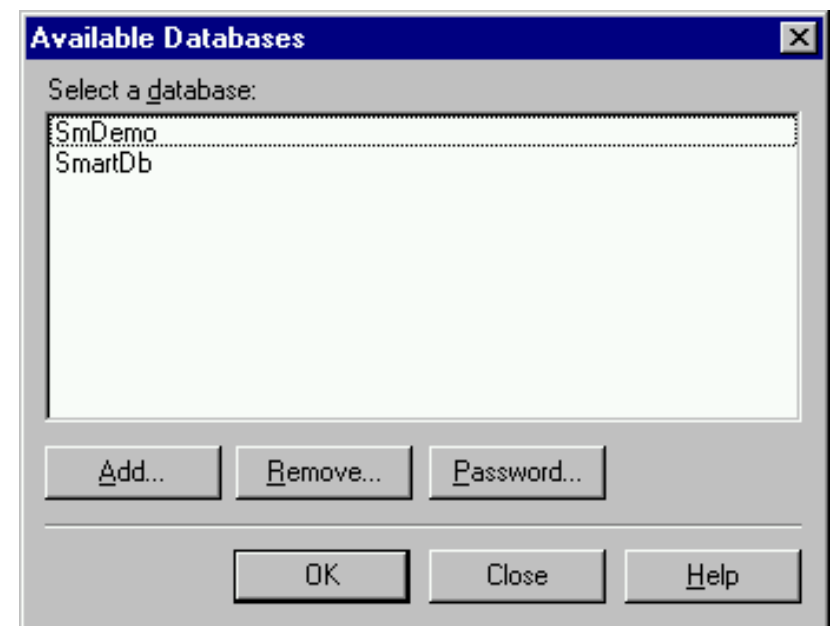 Available Databases
Select a database:
SmDemo
SmartDb
Add... Remove... Password...
OK Close Help